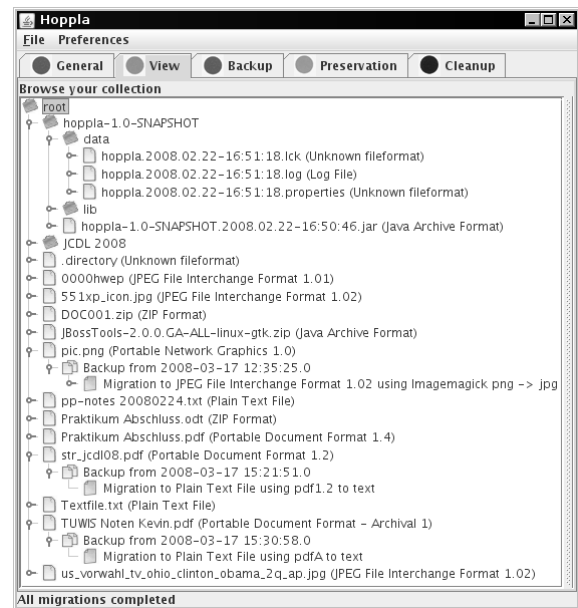 Hoppla
File Preferences
General View Backup Preservation Cleanup
Browse your collection
root
hoppla-1.0-SNAPSHOT
data
hoppla.2008.02.22-16:51:18.lck (Unknown fileformat)
hoppla.2008.02.22-16:51:18.log (Log File)
hoppla.2008.02.22-16:51:18.properties (Unknown fileformat)
lib
hoppla-1.0-SNAPSHOT.2008.02.22-16:50:46.jar (Java Archive Format)
JCDL 2008
.directory (Unknown fileformat)
0000hwep (JPEG File Interchange Format 1.01)
551xp_icon.jpg (JPEG File Interchange Format 1.02)
DOC001.zip (ZIP Format)
JBossTools-2.0.0.GA-ALL-linux-gtk.zip (Java Archive Format)
pic.png (Portable Network Graphics 1.0)
Backup from 2008-03-17 12:35:25.0
Migration to JPEG File Interchange Format 1.02 using Imagemagick png -> jpg
pp-notes 20080224.txt (Plain Text File)
Praktikum Abschluss.odt (ZIP Format)
Praktikum Abschluss.pdf (Portable Document Format 1.4)
str_jcdl08.pdf (Portable Document Format 1.2)
Backup from 2008-03-17 15:21:51.0
Migration to Plain Text File using pdf1.2 to text
Textfile.txt (Plain Text File)
TUWIS Noten Kevin.pdf (Portable Document Format - Archival 1)
Backup from 2008-03-17 15:30:58.0
Migration to Plain Text File using pdfA to text
us_vorwahl_tv_ohio_clinton_obama_2q_ap.jpg (JPEG File Interchange Format 1.02)
All migrations completed